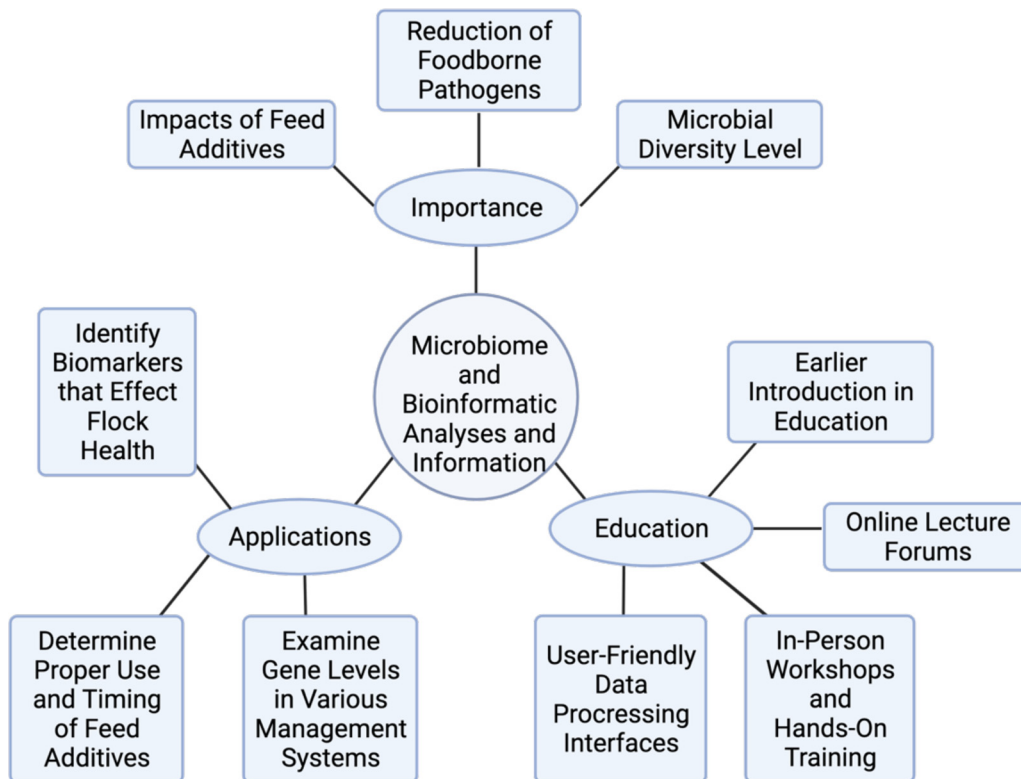 Reduction of
Foodborne
Pathogens
Impacts of Feed
Additives
Microbial
Diversity Level
Importance
Microbiome
and
Bioinformatic
Analyses and
Information
Identify
Biomarkers
that Effect
Flock
Health
Earlier
Introduction in
Education
Applications
Education
Online Lecture
Forums
Determine
Proper Use
and Timing
of Feed
Additives
Examine
Gene Levels
in Various
Management
Systems
User-Friendly
Data
Procressing
Interfaces
In-Person
Workshops
and
Hands-On
Training